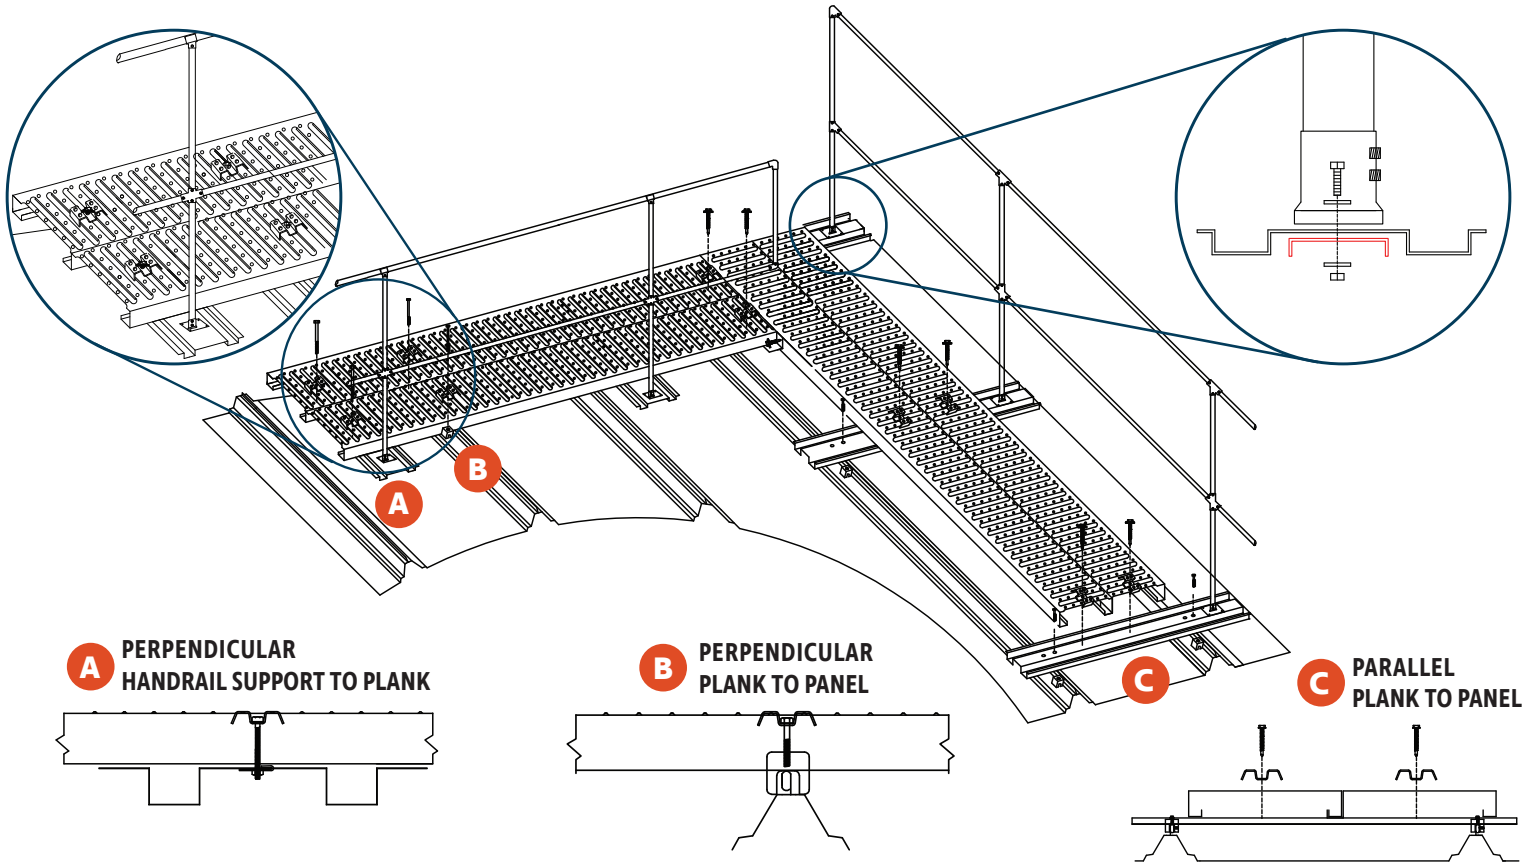 A
B
C
A
PERPENDICULAR
HANDRAIL SUPPORT TO PLANK
B
PERPENDICULAR
PLANK TO PANEL
C
PARALLEL
PLANK TO PANEL